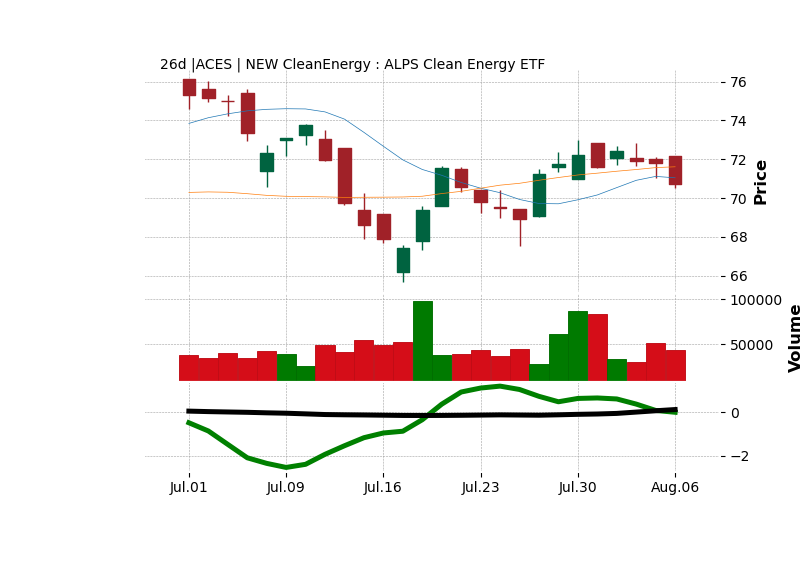 26d |ACES | NEW CleanEnergy : ALPS Clean Energy ETF
76
74
72
70
68
66
Price
100000
50000
Volume
0
−2
Jul.01 Jul.09 Jul.16 Jul.23 Jul.30 Aug.06